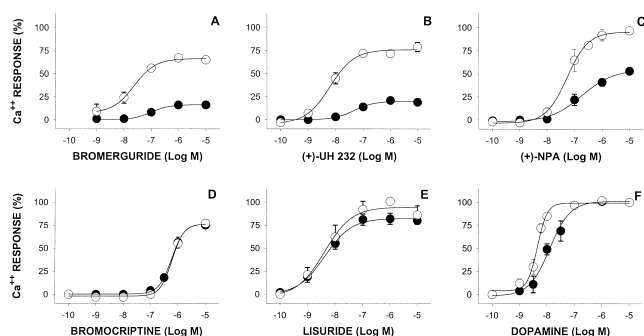 A
B
C
Ca++ RESPONSE (%)
100
75
50
25
0
-10 -9 -8 -7 -6 -5
BROMERGURIDE (Log M)
100
75
50
25
0
-10 -9 -8 -7 -6 -5
(+)-UH 232 (Log M)
100
75
50
25
0
-10 -9 -8 -7 -6 -5
(+)-NPA (Log M)
D
E
F
Ca++ RESPONSE (%)
100
75
50
25
0
-10 -9 -8 -7 -6 -5
BROMOCRIPTINE (Log M)
100
75
50
25
0
-10 -9 -8 -7 -6 -5
LISURIDE (Log M)
100
75
50
25
0
-10 -9 -8 -7 -6 -5
DOPAMINE (Log M)